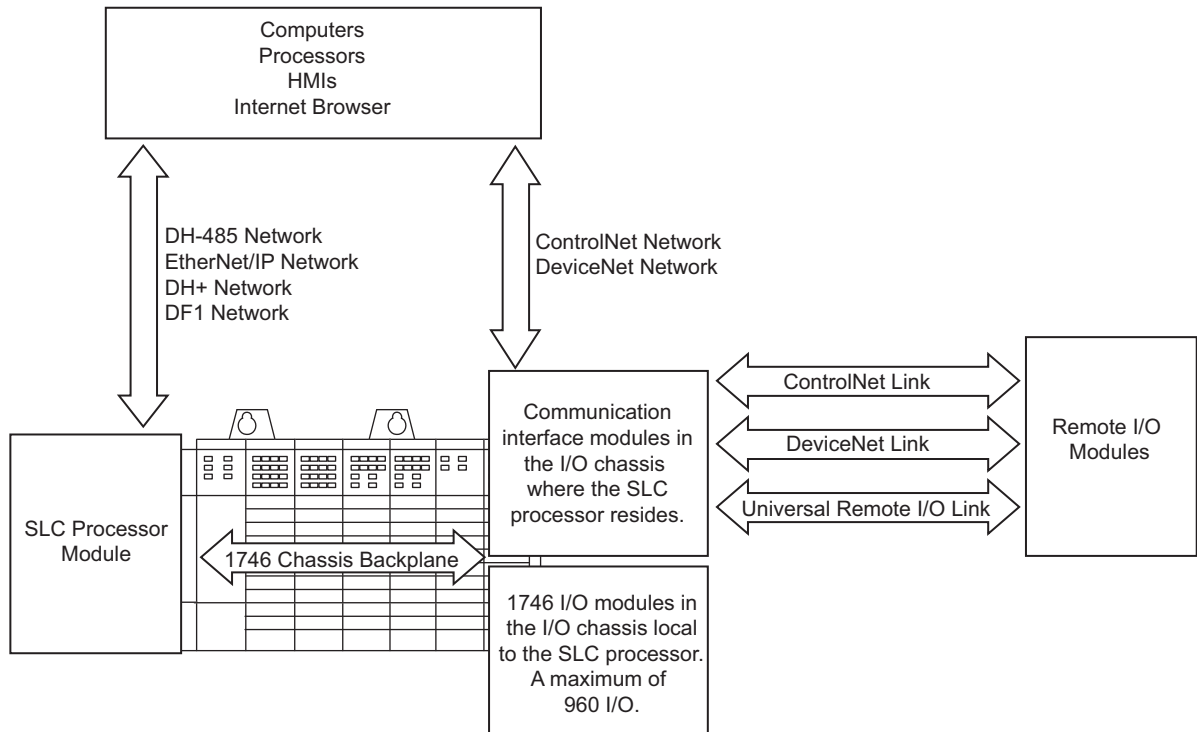 Computers
Processors
HMIs
Internet Browser
DH-485 Network
EtherNet/IP Network
DH+ Network
DF1 Network
ControlNet Network
DeviceNet Network
SLC Processor
Module
1746 Chassis Backplane
Communication
interface modules in
the I/O chassis
where the SLC
processor resides.
1746 I/O modules in
the I/O chassis local
to the SLC processor.
A maximum of
960 I/O.
ControlNet Link
DeviceNet Link
Universal Remote I/O Link
Remote I/O
Modules